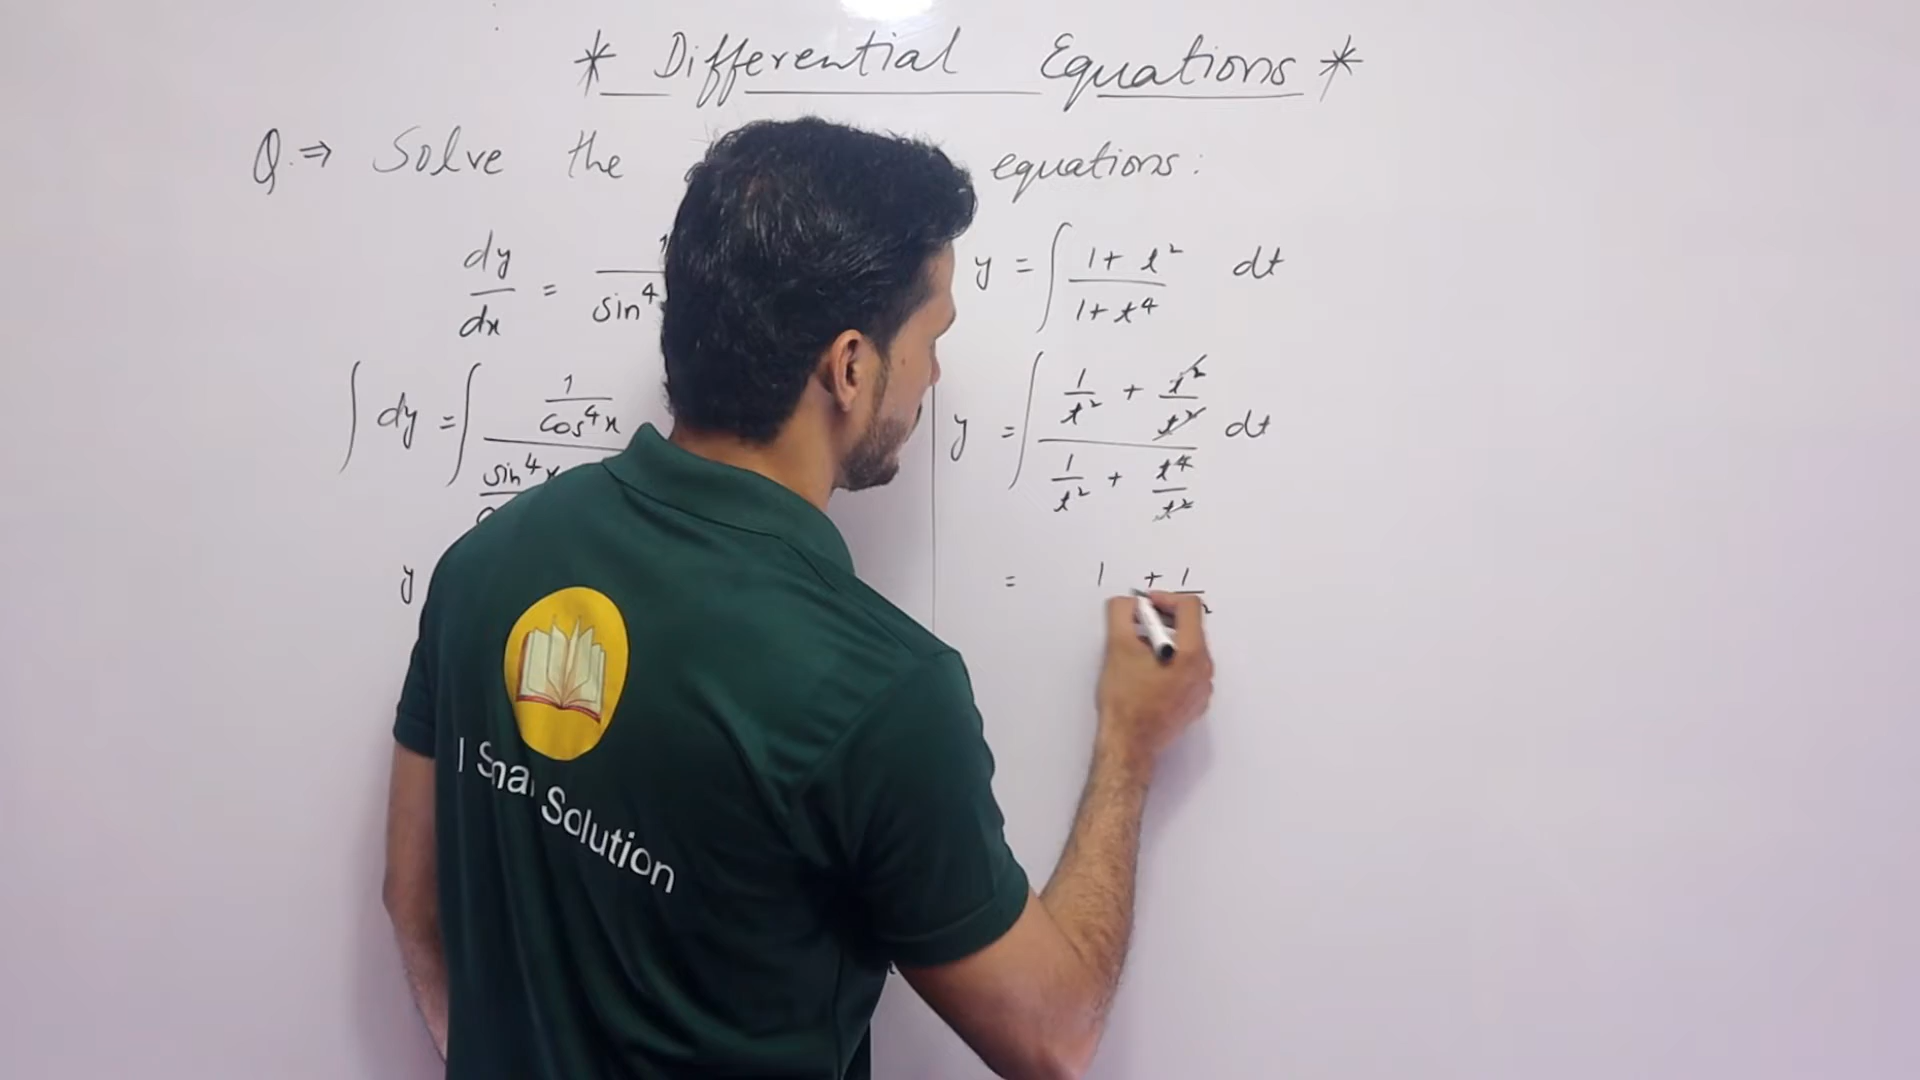 * Differential Equations *
Q.⇒ Solve the equations:
dy/dx = 1/sin⁴
∫ dy = ∫ (1/cos⁴x)/(sin⁴x
y
y = ∫ (1 + t²)/(1 + t⁴) dt
y = ∫ (1/t² + t²/t²)/(1/t² + t⁴/t²) dt
= 1 + 1
Solution